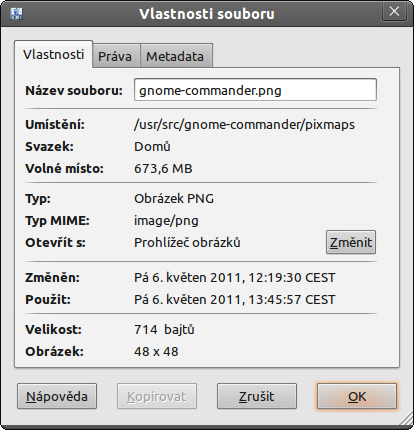 Vlastnosti souboru
Vlastnosti Práva Metadata
Název souboru: gnome-commander.png
Umístění: /usr/src/gnome-commander/pixmaps
Svazek: Domů
Volné místo: 673,6 MB
Typ: Obrázek PNG
Typ MIME: image/png
Otevřít s: Prohlížeč obrázků Změnit
Změněn: Pá 6. květen 2011, 12:19:30 CEST
Použit: Pá 6. květen 2011, 13:45:57 CEST
Velikost: 714 bajtů
Obrázek: 48 x 48
Nápověda Kopírovat Zrušit OK